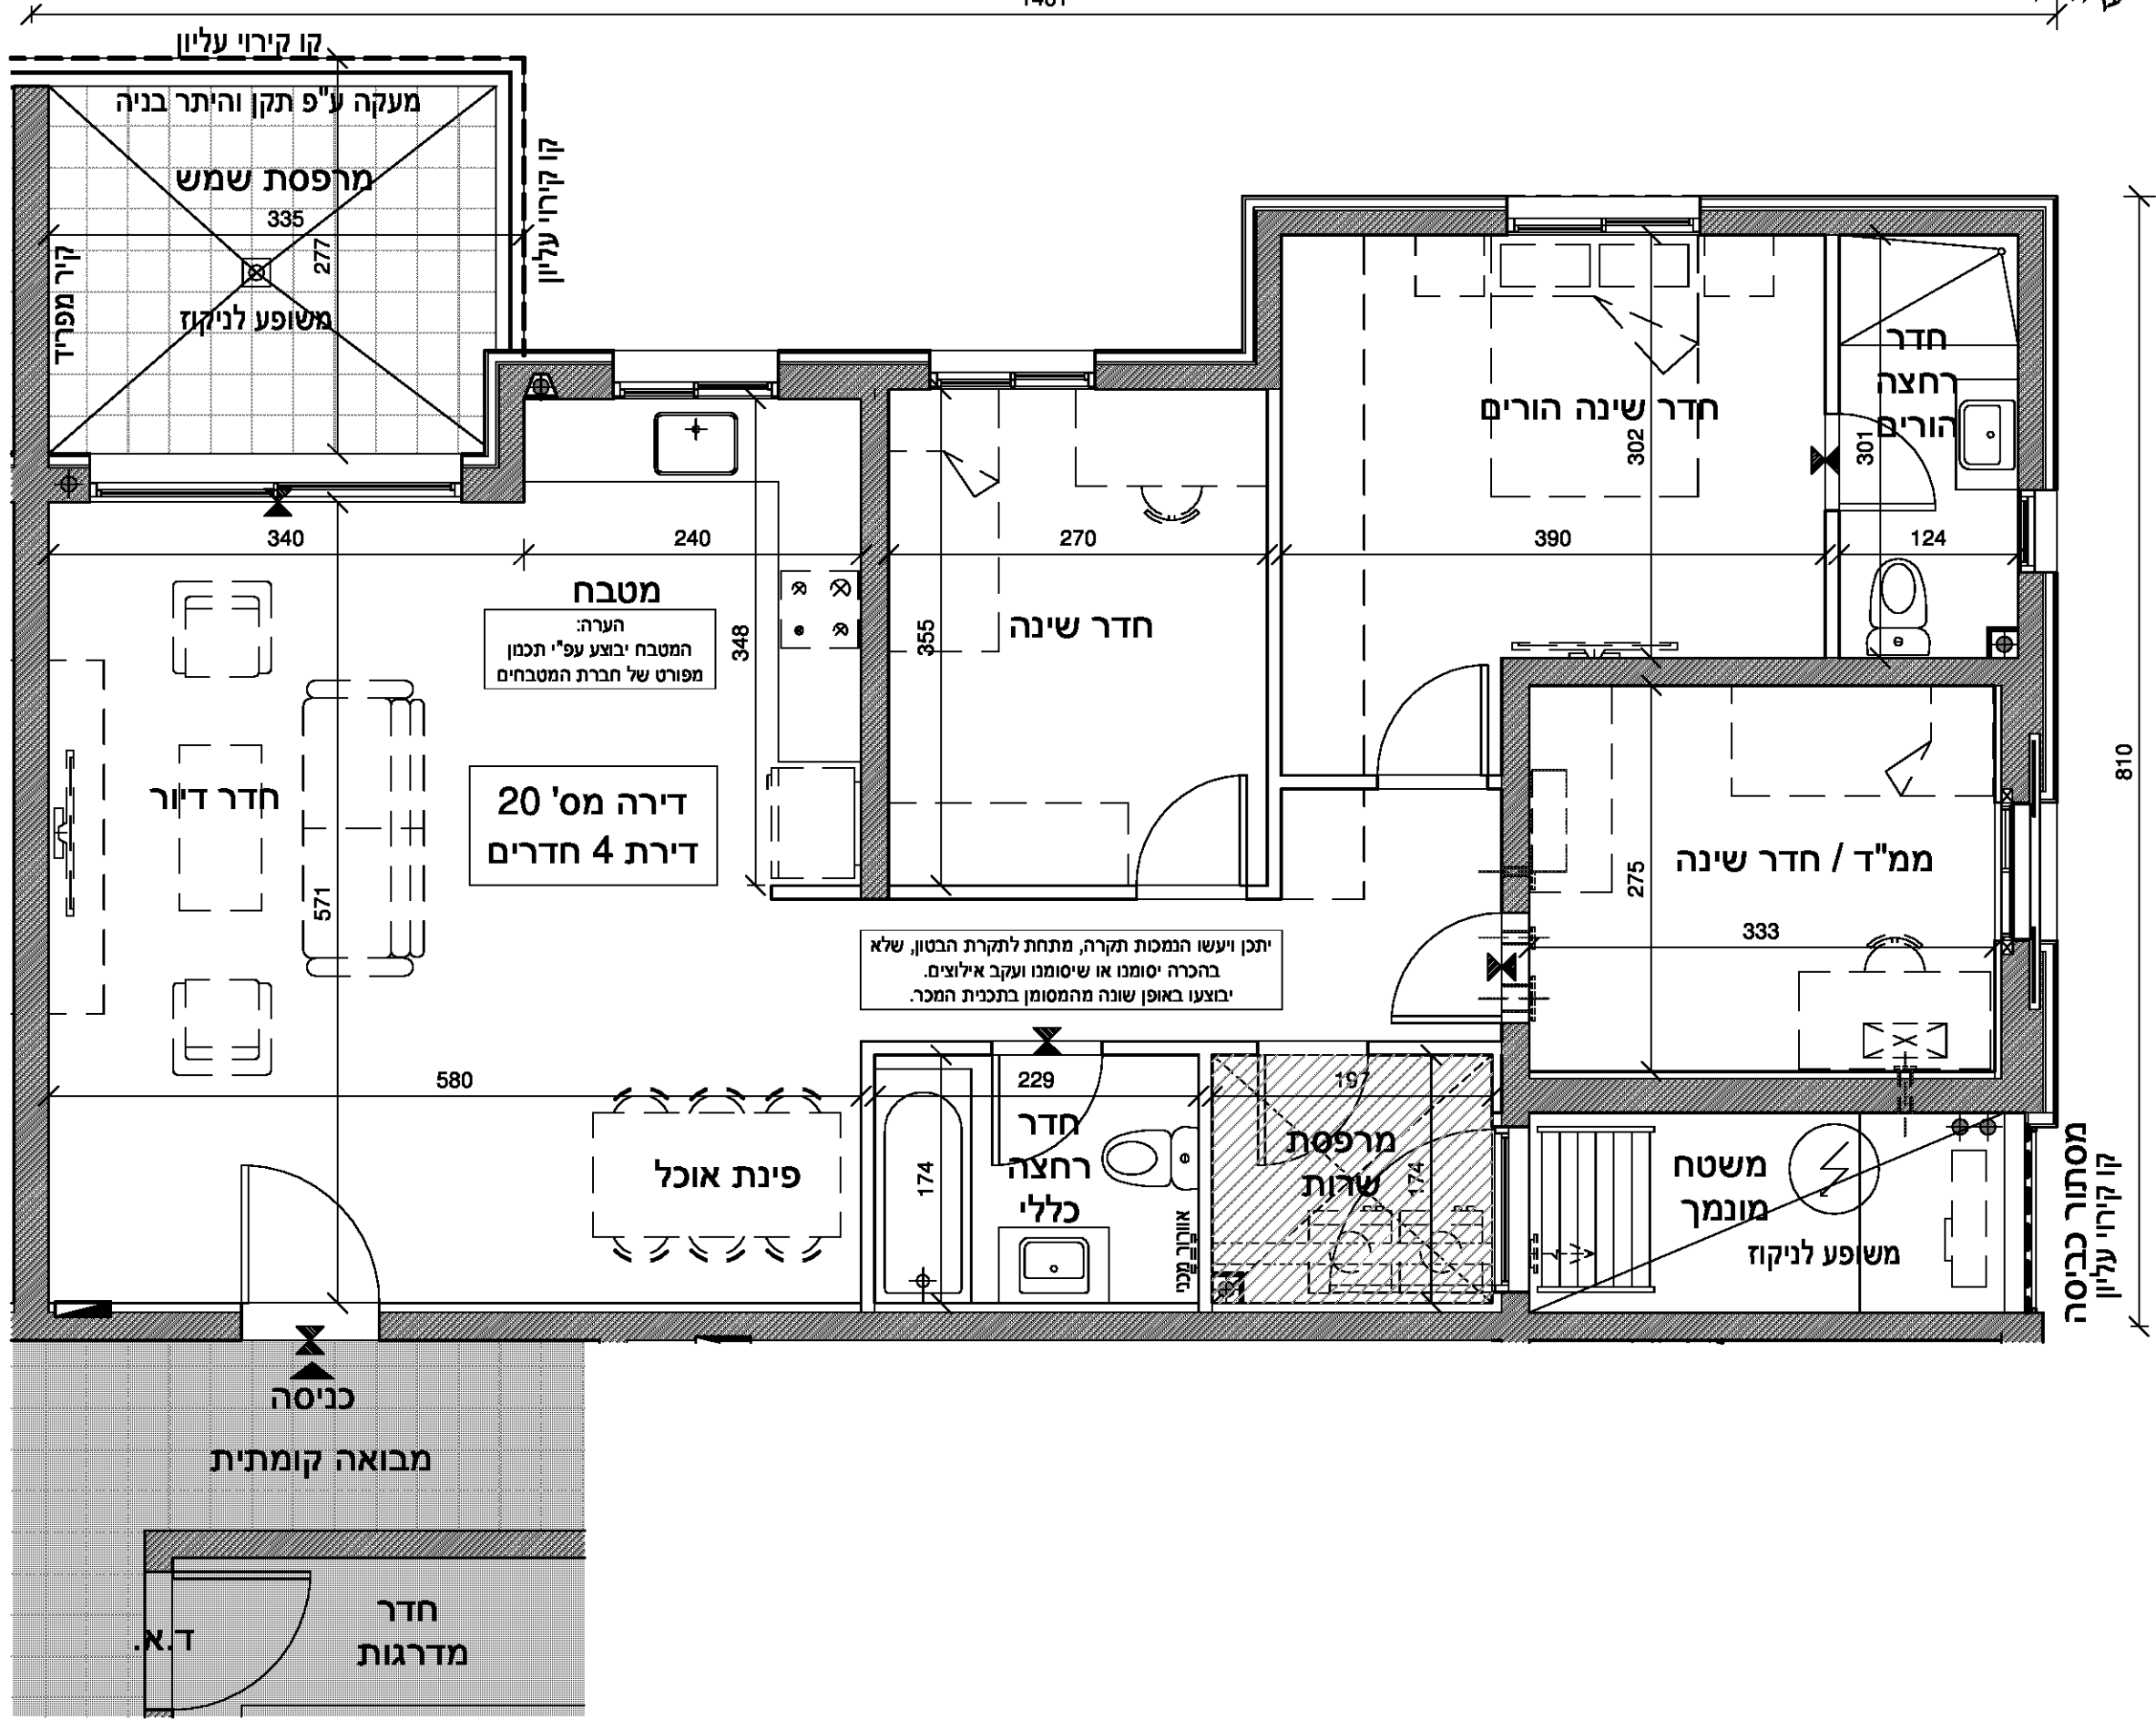 קו קירוי עליון
מעקה ע"פ תקן והיתר בניה
מרפסת שמש
335
277
משופע לניקוז
קיר מפריד
קו קירוי עליון
340
240
270
390
124
מטבח
הערה:
המטבח יבוצע עפ"י תכנון
מפורט של חברת המטבחים
348
355
חדר שינה
חדר שינה הורים
302
301
חדר
רחצה
הורים
810
חדר דיור
571
דירה מס' 20
דירת 4 חדרים
ממ"ד / חדר שינה
275
333
יתכן ויעשו הנמכות תקרה, מתחת לתקרת הבטון, שלא
בהכרה יסומנו או שיסומנו ועקב אילוצים.
יבוצעו באופן שונה מהמסומן בתכנית המכר.
580
229
197
פינת אוכל
חדר
רחצה
כללי
174
אוורור מכני
מרפסת
שרות
174
משטח
מונמך
משופע לניקוז
מסתור כביסה
קו קירוי עליון
כניסה
מבואה קומתית
חדר
מדרגות
ד.א.